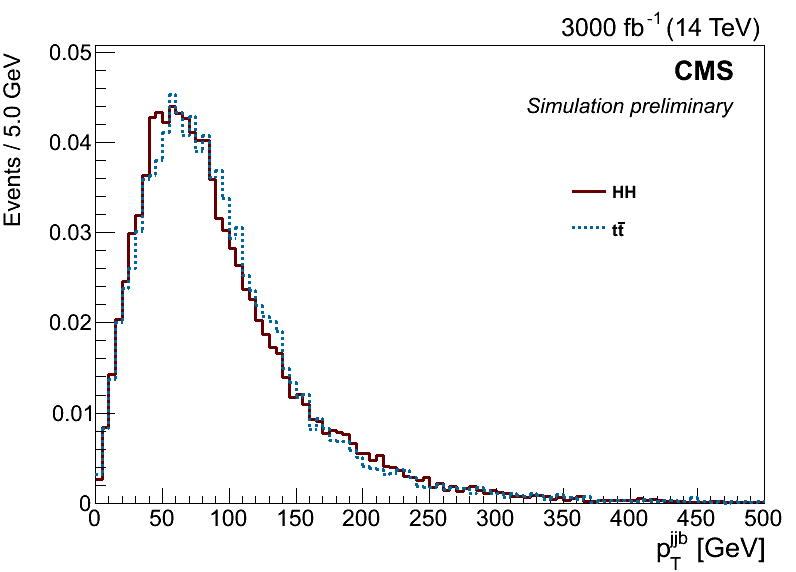 3000 fb⁻¹ (14 TeV)
CMS
Simulation preliminary
HH
tt̄
Events / 5.0 GeV
0.05
0.04
0.03
0.02
0.01
0
0 50 100 150 200 250 300 350 400 450 500
p_T^jjb [GeV]